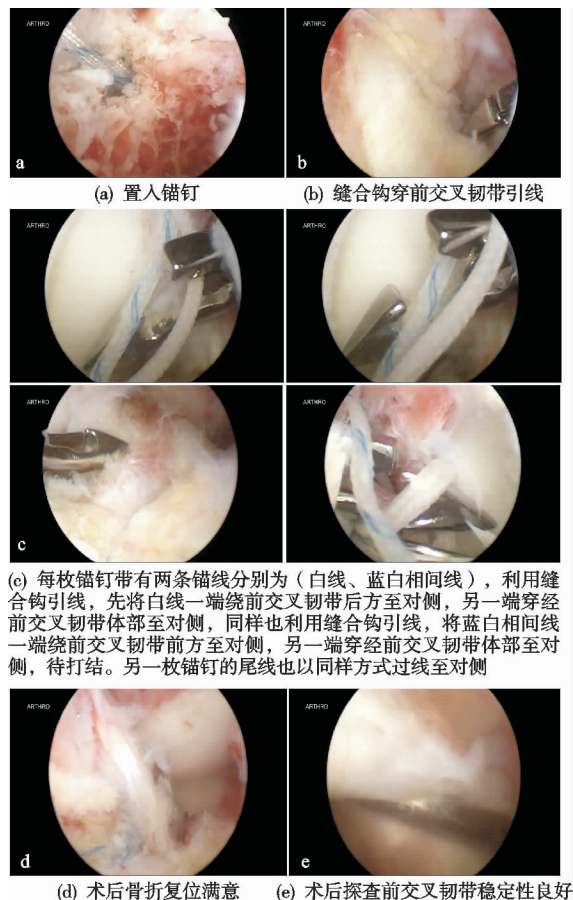 ARTHRO
ARTHRO
a
b
(a) 置入锚钉
(b) 缝合钩穿前交叉韧带引线
ARTHRO
ARTHRO
ARTHRO
ARTHRO
c
(c) 每枚锚钉带有两条锚线分别为（白线、蓝白相间线），利用缝
合钩引线，先将白线一端绕前交叉韧带后方至对侧，另一端穿经
前交叉韧带体部至对侧，同样也利用缝合钩引线，将蓝白相间线
一端绕前交叉韧带前方至对侧，另一端穿经前交叉韧带体部至对
侧，待打结。另一枚锚钉的尾线也以同样方式过线至对侧
ARTHRO
ARTHRO
d
e
(d) 术后骨折复位满意
(e) 术后探查前交叉韧带稳定性良好